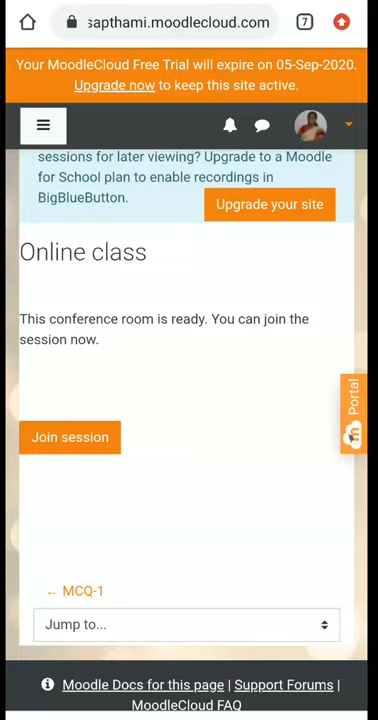 sapthami.moodlecloud.com
7
Your MoodleCloud Free Trial will expire on 05-Sep-2020.
Upgrade now to keep this site active.
sessions for later viewing? Upgrade to a Moodle
for School plan to enable recordings in
BigBlueButton.
Upgrade your site
Online class
This conference room is ready. You can join the
session now.
Portal
Join session
← MCQ-1
Jump to...
Moodle Docs for this page | Support Forums |
MoodleCloud FAQ